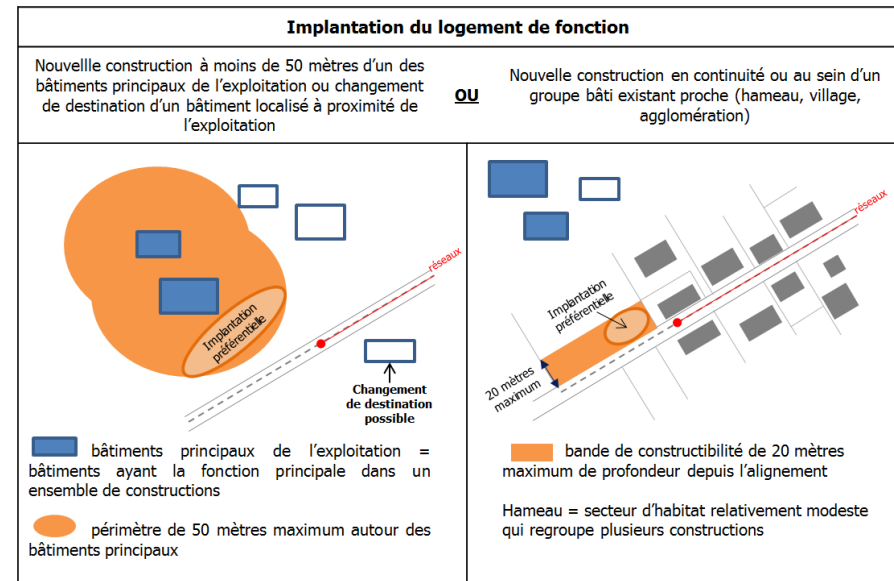 Implantation du logement de fonction
Nouvellle construction à moins de 50 mètres d'un des
bâtiments principaux de l'exploitation ou changement
de destination d'un bâtiment localisé à proximité de
l'exploitation
OU
Nouvelle construction en continuité ou au sein d'un
groupe bâti existant proche (hameau, village,
agglomération)
réseaux
Implantation
préférentielle
Changement
de destination
possible
bâtiments principaux de l'exploitation =
bâtiments ayant la fonction principale dans un
ensemble de constructions
périmètre de 50 mètres maximum autour des
bâtiments principaux
réseaux
Implantation
préférentielle
20 mètres
maximum
bande de constructibilité de 20 mètres
maximum de profondeur depuis l'alignement
Hameau = secteur d'habitat relativement modeste
qui regroupe plusieurs constructions